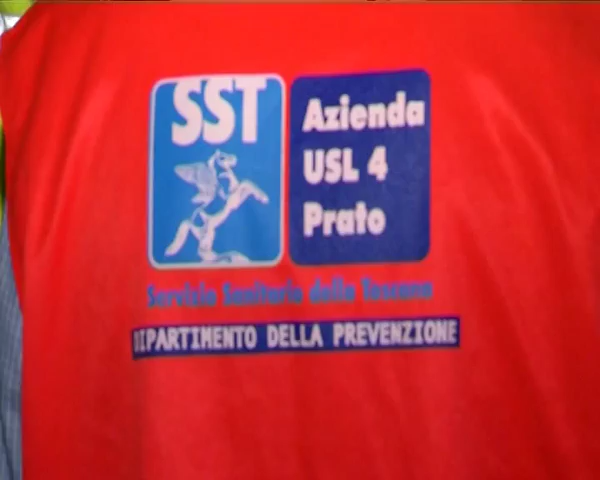 SST
Azienda
USL 4
Prato
Servizio Sanitario della Toscana
DIPARTIMENTO DELLA PREVENZIONE